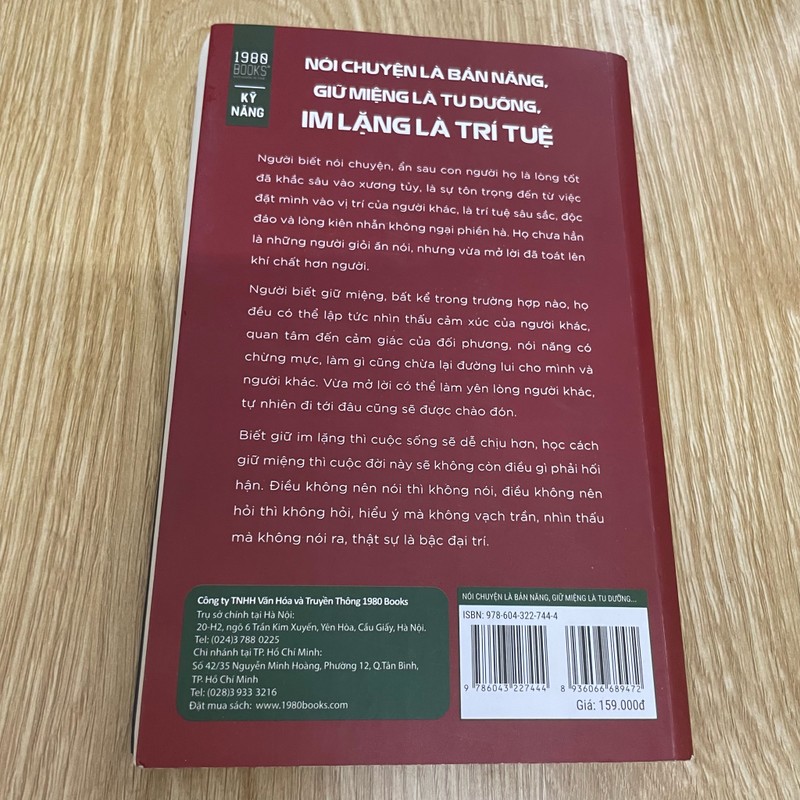 1980
BOOKS
KỸ
NĂNG
NÓI CHUYỆN LÀ BẢN NĂNG,
GIỮ MIỆNG LÀ TU DƯỠNG,
IM LẶNG LÀ TRÍ TUỆ
Người biết nói chuyện, ẩn sau con người họ là lòng tốt
đã khắc sâu vào xương tủy, là sự tôn trọng đến từ việc
đặt mình vào vị trí của người khác, là trí tuệ sâu sắc, độc
đáo và lòng kiên nhẫn không ngại phiền hà. Họ chưa hẳn
là những người giỏi ăn nói, nhưng vừa mở lời đã toát lên
khí chất hơn người.
Người biết giữ miệng, bất kể trong trường hợp nào, họ
đều có thể lập tức nhìn thấu cảm xúc của người khác,
quan tâm đến cảm giác của đối phương, nói năng có
chừng mực, làm gì cũng chừa lại đường lui cho mình và
người khác. Vừa mở lời có thể làm yên lòng người khác,
tự nhiên đi tới đâu cũng sẽ được chào đón.
Biết giữ im lặng thì cuộc sống sẽ dễ chịu hơn, học cách
giữ miệng thì cuộc đời này sẽ không còn điều gì phải hối
hận. Điều không nên nói thì không nói, điều không nên
hỏi thì không hỏi, hiểu ý mà không vạch trần, nhìn thấu
mà không nói ra, thật sự là bậc đại trí.
Công ty TNHH Văn Hóa và Truyền Thông 1980 Books
Trụ sở chính tại Hà Nội:
20-H2, ngõ 6 Trần Kim Xuyến, Yên Hòa, Cầu Giấy, Hà Nội.
Tel: (024)3 788 0225
Chi nhánh tại TP. Hồ Chí Minh:
Số 42/35 Nguyễn Minh Hoàng, Phường 12, Q.Tân Bình,
TP. Hồ Chí Minh
Tel: (028)3 933 3216
Đặt mua sách: www.1980books.com
NÓI CHUYỆN LÀ BẢN NĂNG, GIỮ MIỆNG LÀ TU DƯỠNG...
ISBN: 978-604-322-744-4
9 786043 227444
8 936066 689472
Giá: 159.000đ